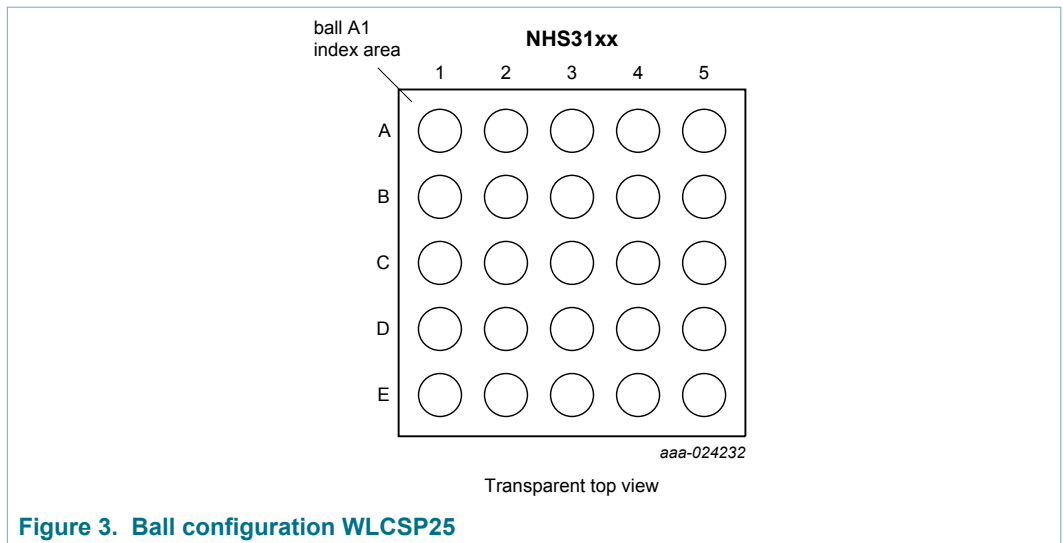 ball A1
index area
NHS31xx
1 2 3 4 5
A
B
C
D
E
aaa-024232
Transparent top view
Figure 3. Ball configuration WLCSP25